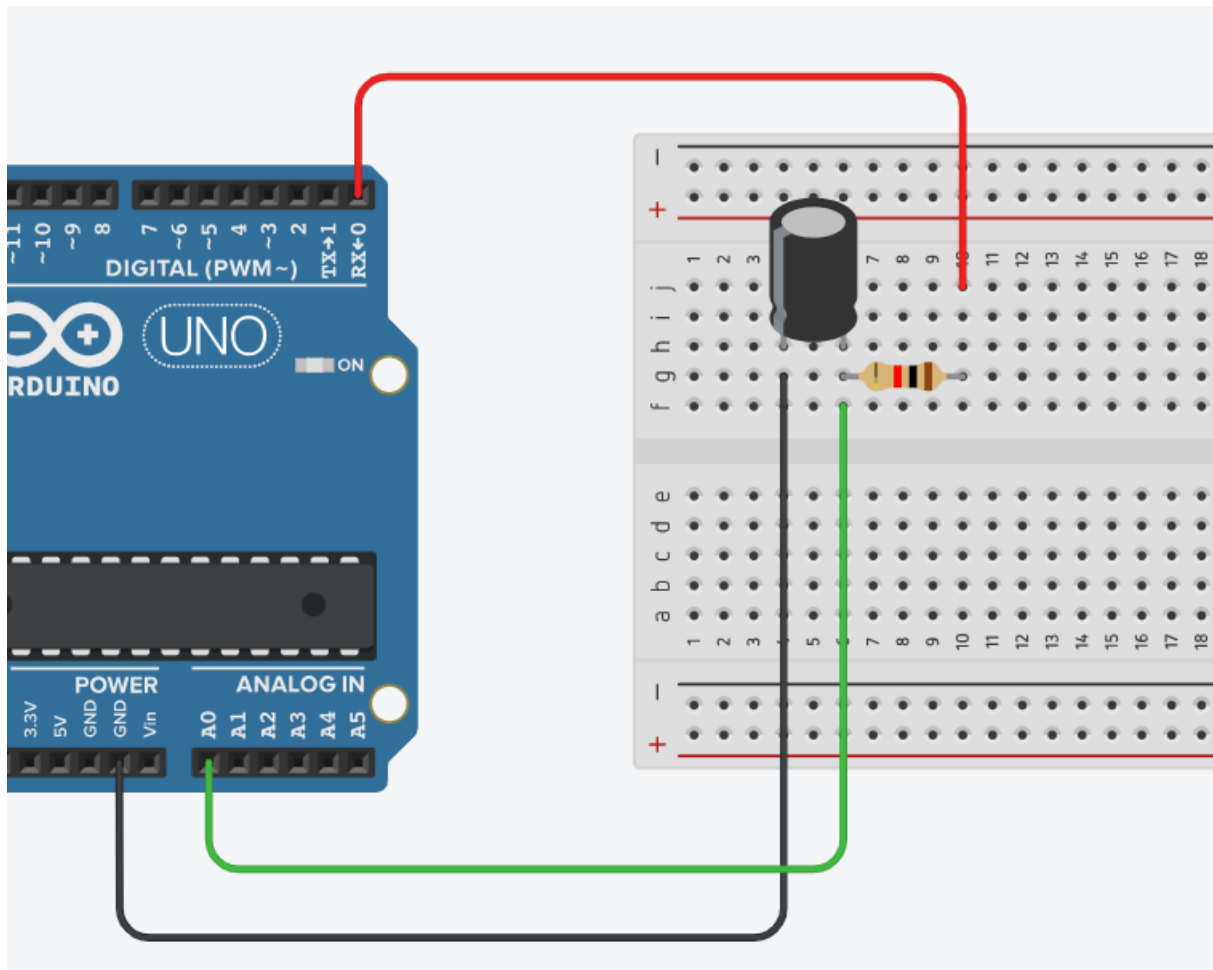 ~11 ~10 ~9 8 7 ~6 ~5 4 ~3 2 TX→1 RX←0
DIGITAL (PWM~)
UNO
ON
RDUINO
POWER
ANALOG IN
3.3V 5V GND GND Vin A0 A1 A2 A3 A4 A5
− +
1 2 3 7 8 9 10 11 12 13 14 15 16 17 18
j
i
h
g
f
e
d
c
b
a
1 2 3 4 5 6 7 8 9 10 11 12 13 14 15 16 17 18
− +